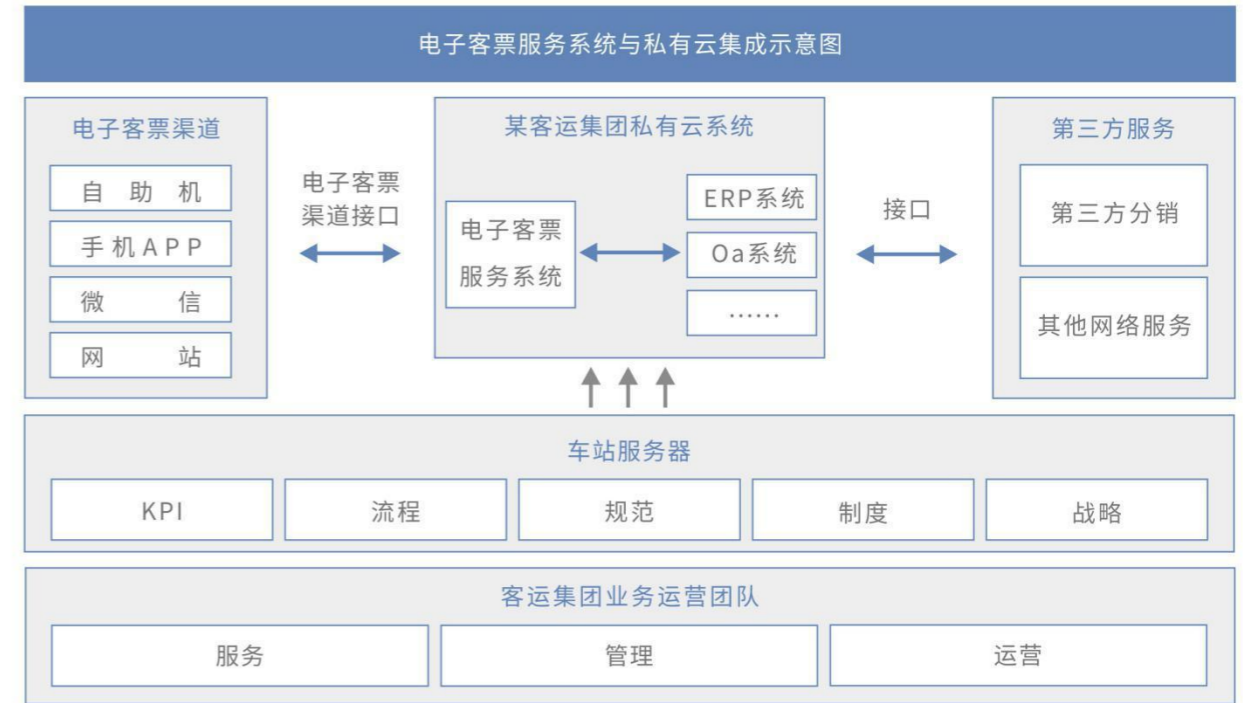 电子客票服务系统与私有云集成示意图
电子客票渠道
自助机
手机APP
微信
网站
电子客票
渠道接口
某客运集团私有云系统
电子客票
服务系统
ERP系统
Oa系统
……
接口
第三方服务
第三方分销
其他网络服务
车站服务器
KPI
流程
规范
制度
战略
客运集团业务运营团队
服务
管理
运营